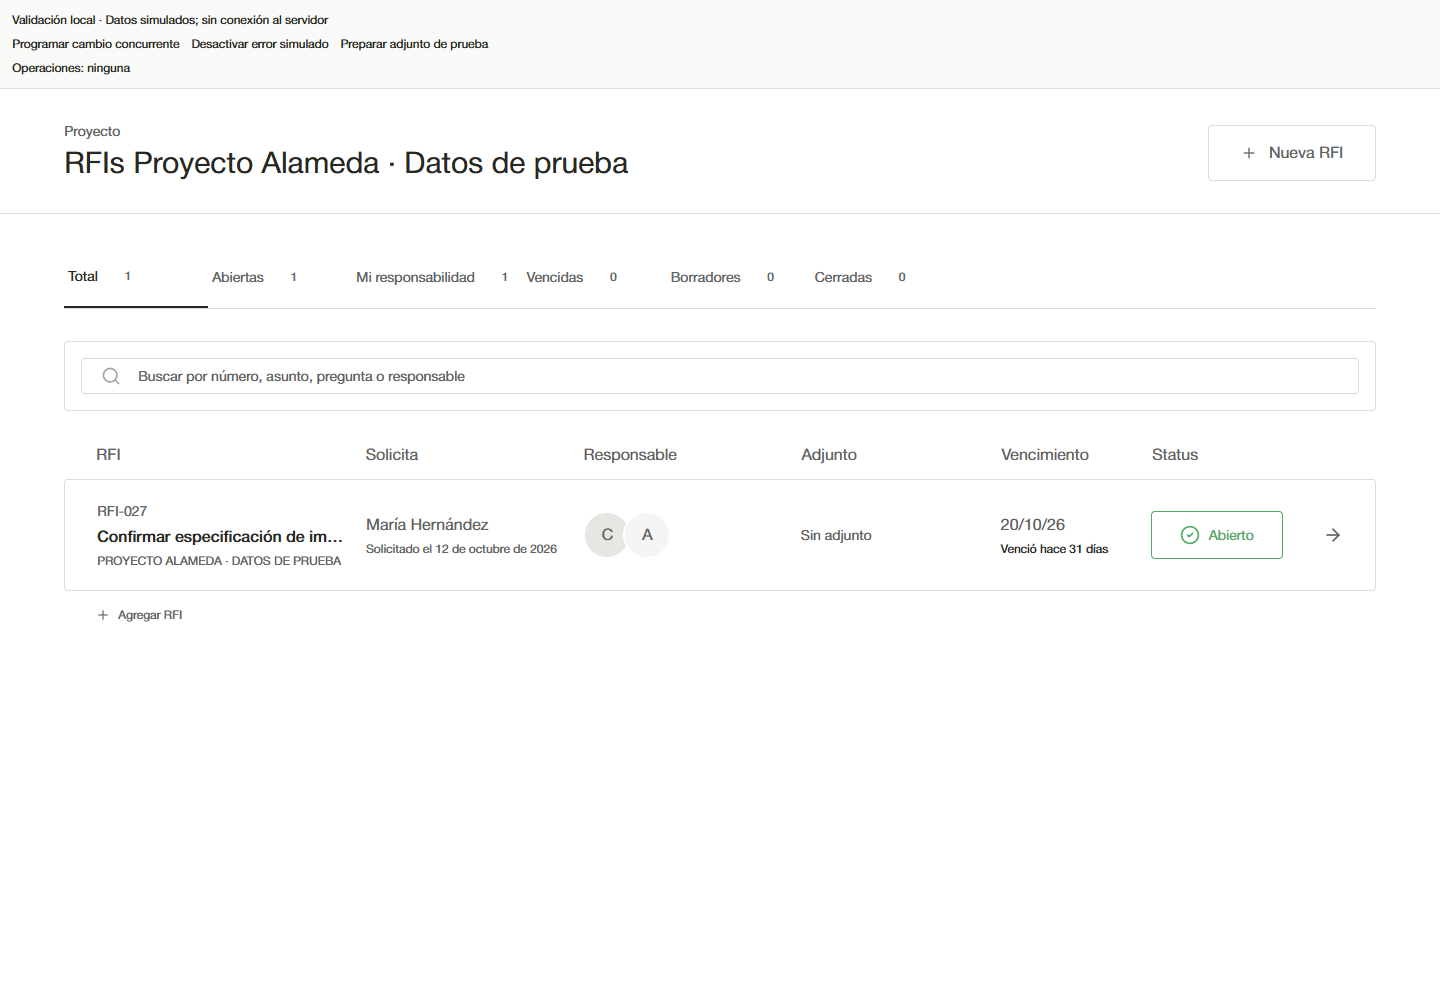 Validación local · Datos simulados; sin conexión al servidor
Programar cambio concurrente Desactivar error simulado Preparar adjunto de prueba
Operaciones: ninguna
Proyecto
RFIs Proyecto Alameda · Datos de prueba
+ Nueva RFI
Total 1 Abiertas 1 Mi responsabilidad 1 Vencidas 0 Borradores 0 Cerradas 0
Buscar por número, asunto, pregunta o responsable
RFI Solicita Responsable Adjunto Vencimiento Status
RFI-027
Confirmar especificación de im...
PROYECTO ALAMEDA · DATOS DE PRUEBA
María Hernández
Solicitado el 12 de octubre de 2026
C A
Sin adjunto
20/10/26
Venció hace 31 días
Abierto
+ Agregar RFI